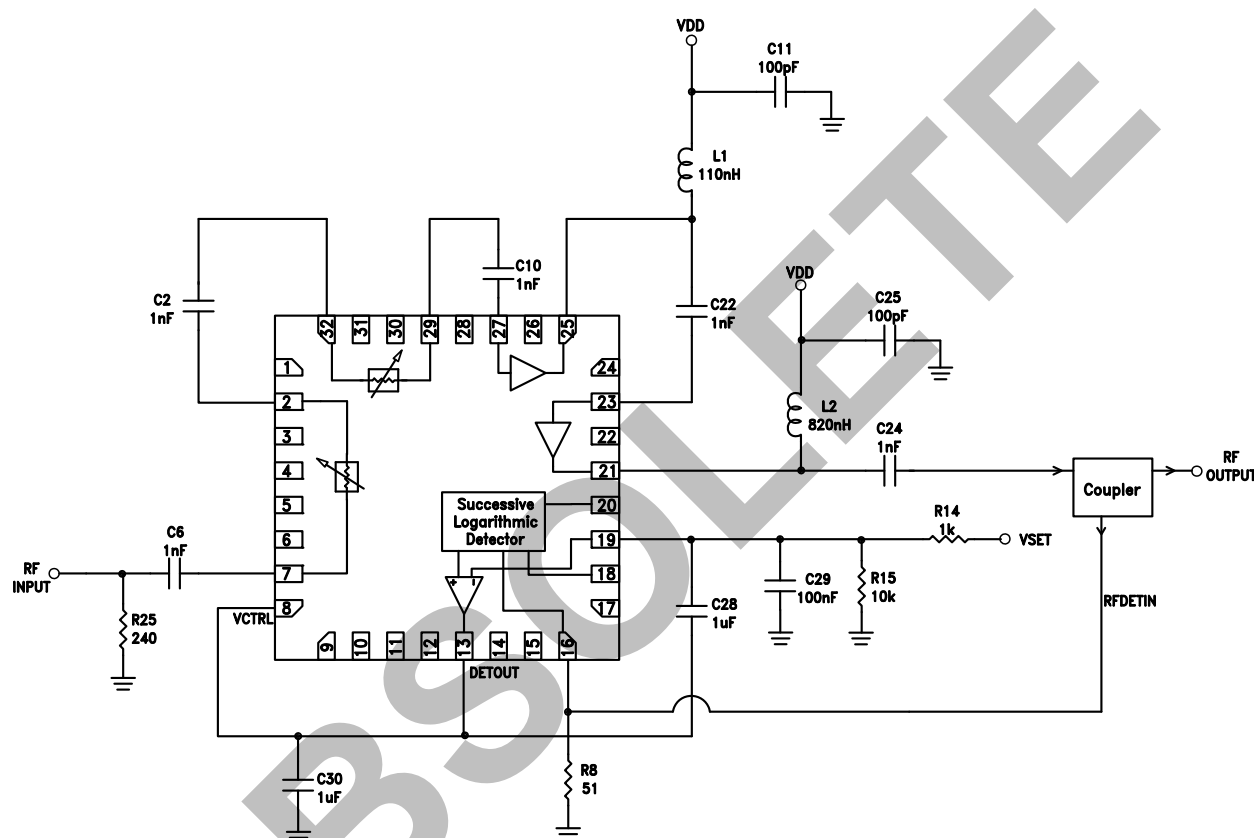 VDD
C11
100pF
L1
110nH
C10
1nF
C2
1nF
C22
1nF
VDD
C25
100pF
L2
820nH
C24
1nF
RF
OUTPUT
Coupler
32
31
30
29
28
27
26
25
1
2
3
4
5
6
7
8
24
23
22
21
20
19
18
17
9
10
11
12
13
14
15
16
Successive
Logarithmic
Detector
+
-
R14
1k
VSET
C29
100nF
R15
10k
C28
1uF
RFDETIN
C6
1nF
RF
INPUT
R25
240
VCTRL
DETOUT
C30
1uF
R8
51
BSOLETE